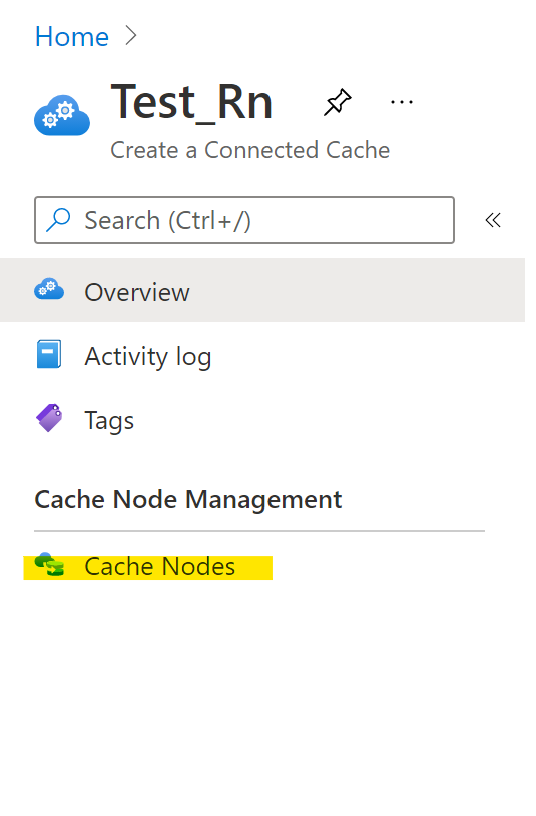 Home
Test_Rn
Create a Connected Cache
Search (Ctrl+/)
Overview
Activity log
Tags
Cache Node Management
Cache Nodes